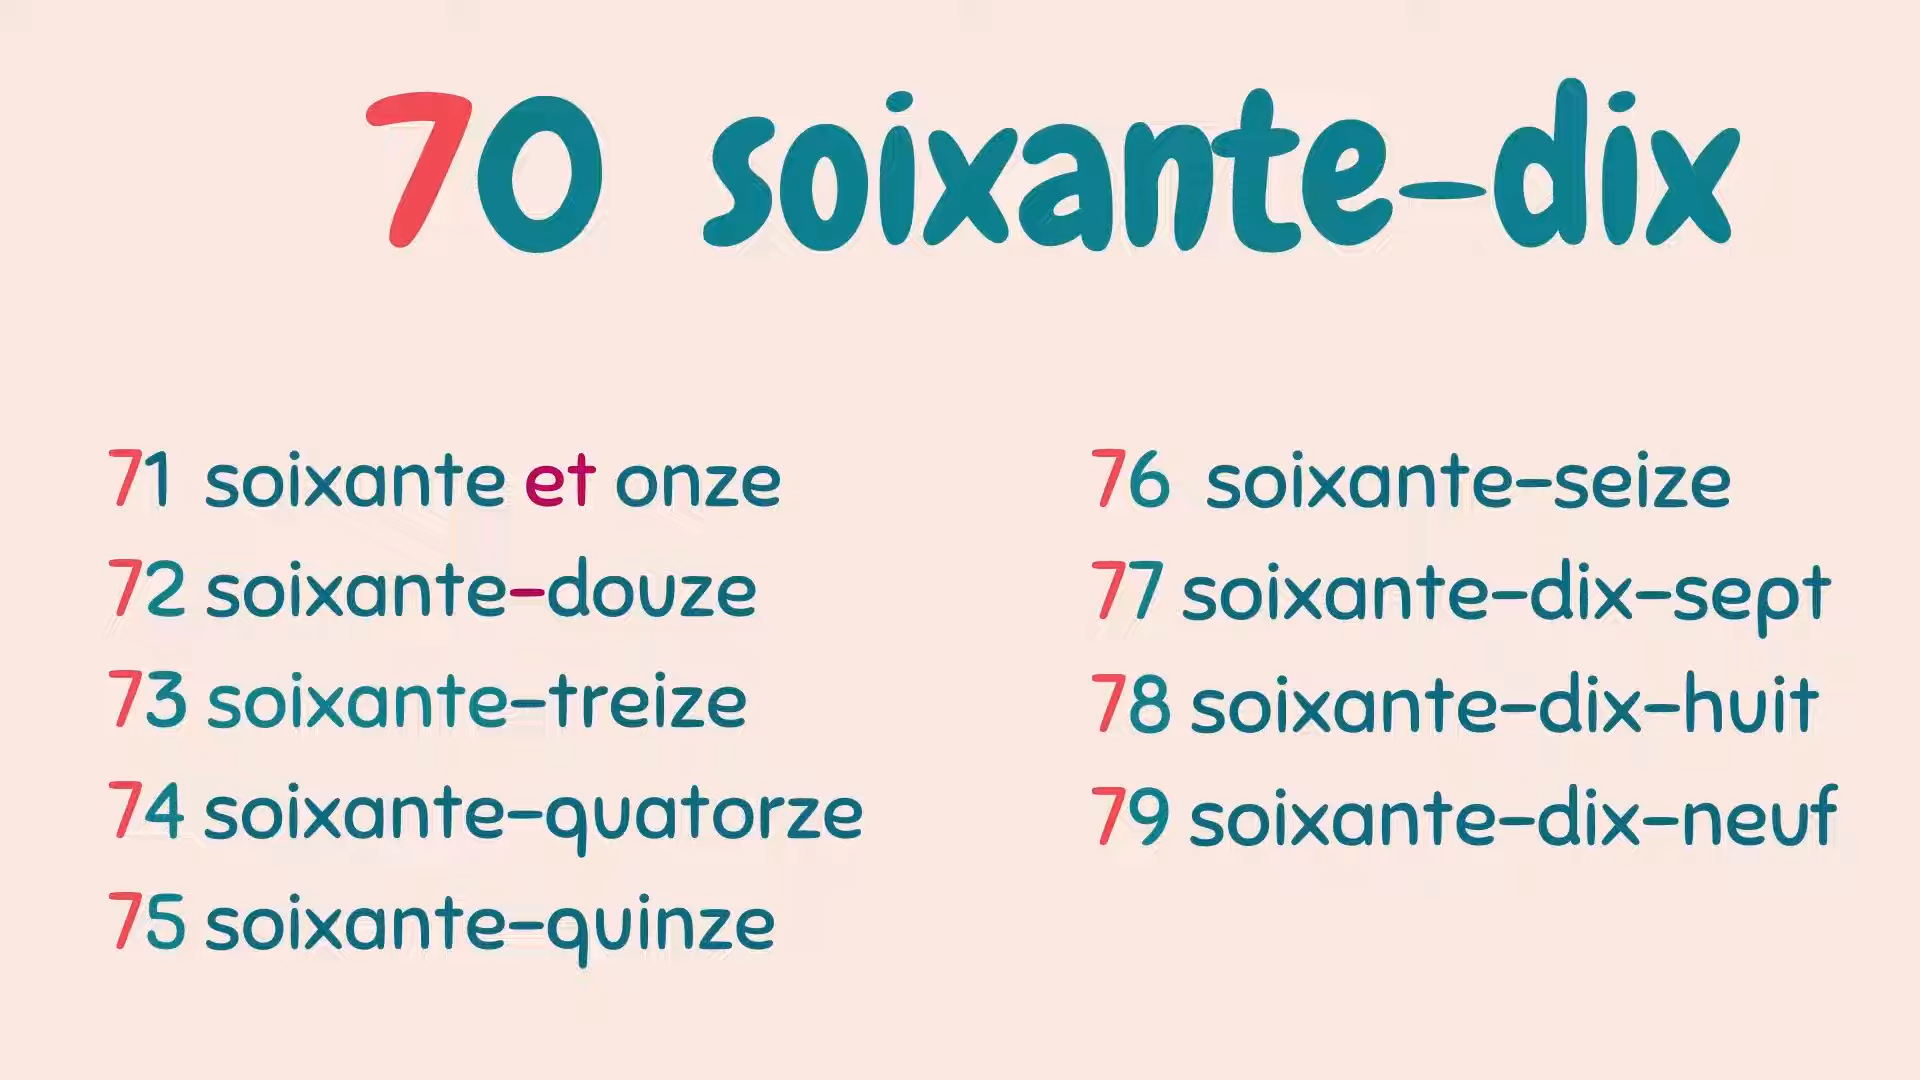 70 soixante-dix
71 soixante et onze
72 soixante-douze
73 soixante-treize
74 soixante-quatorze
75 soixante-quinze
76 soixante-seize
77 soixante-dix-sept
78 soixante-dix-huit
79 soixante-dix-neuf